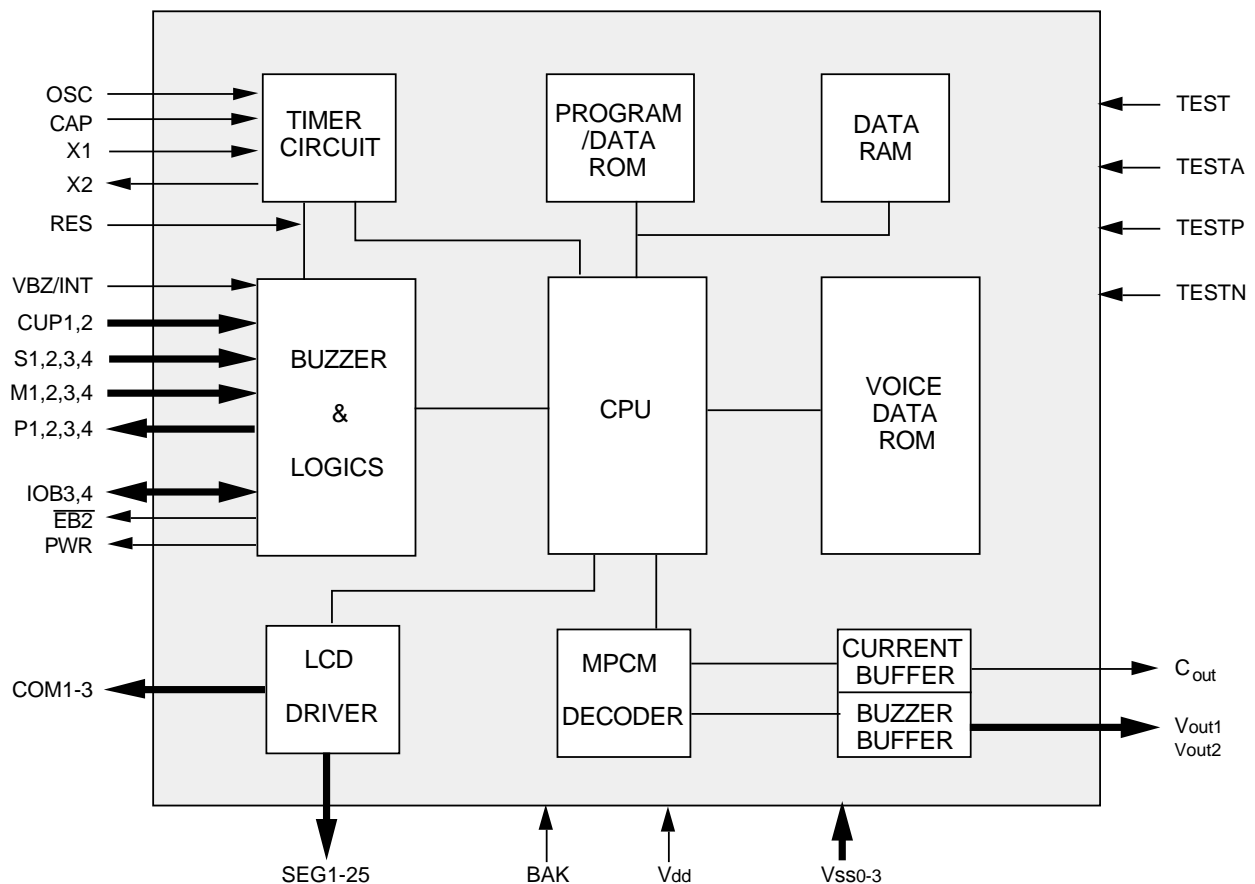 OSC
CAP
X1
X2
RES
VBZ/INT
CUP1,2
S1,2,3,4
M1,2,3,4
P1,2,3,4
IOB3,4
EB2
PWR
COM1-3
TIMER
CIRCUIT
PROGRAM
/DATA
ROM
DATA
RAM
BUZZER
&
LOGICS
CPU
VOICE
DATA
ROM
LCD
DRIVER
MPCM
DECODER
CURRENT
BUFFER
BUZZER
BUFFER
TEST
TESTA
TESTP
TESTN
Cout
Vout1
Vout2
SEG1-25
BAK
Vdd
Vss0-3